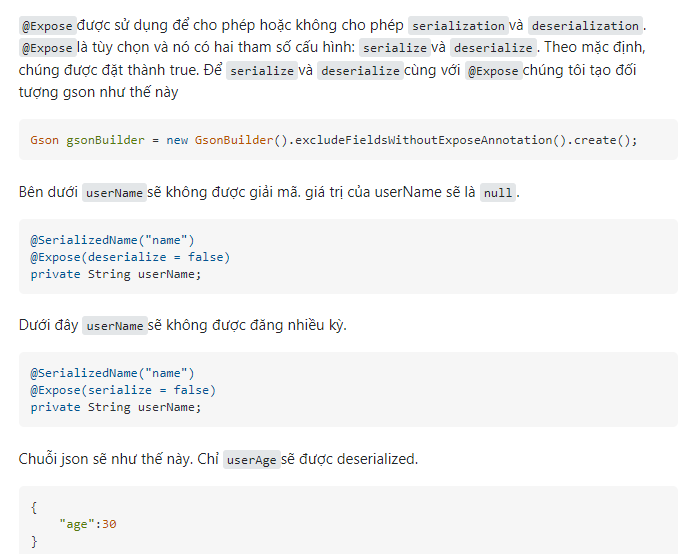 @Expose được sử dụng để cho phép hoặc không cho phép serialization và deserialization.
@Expose là tùy chọn và nó có hai tham số cấu hình: serialize và deserialize. Theo mặc định,
chúng được đặt thành true. Để serialize và deserialize cùng với @Expose chúng tôi tạo đối
tượng gson như thế này
Gson gsonBuilder = new GsonBuilder().excludeFieldsWithoutExposeAnnotation().create();
Bên dưới userName sẽ không được giải mã. giá trị của userName sẽ là null.
@SerializedName("name")
@Expose(deserialize = false)
private String userName;
Dưới đây userName sẽ không được đăng nhiều kỳ.
@SerializedName("name")
@Expose(serialize = false)
private String userName;
Chuỗi json sẽ như thế này. Chỉ userAge sẽ được deserialized.
{
    "age":30
}